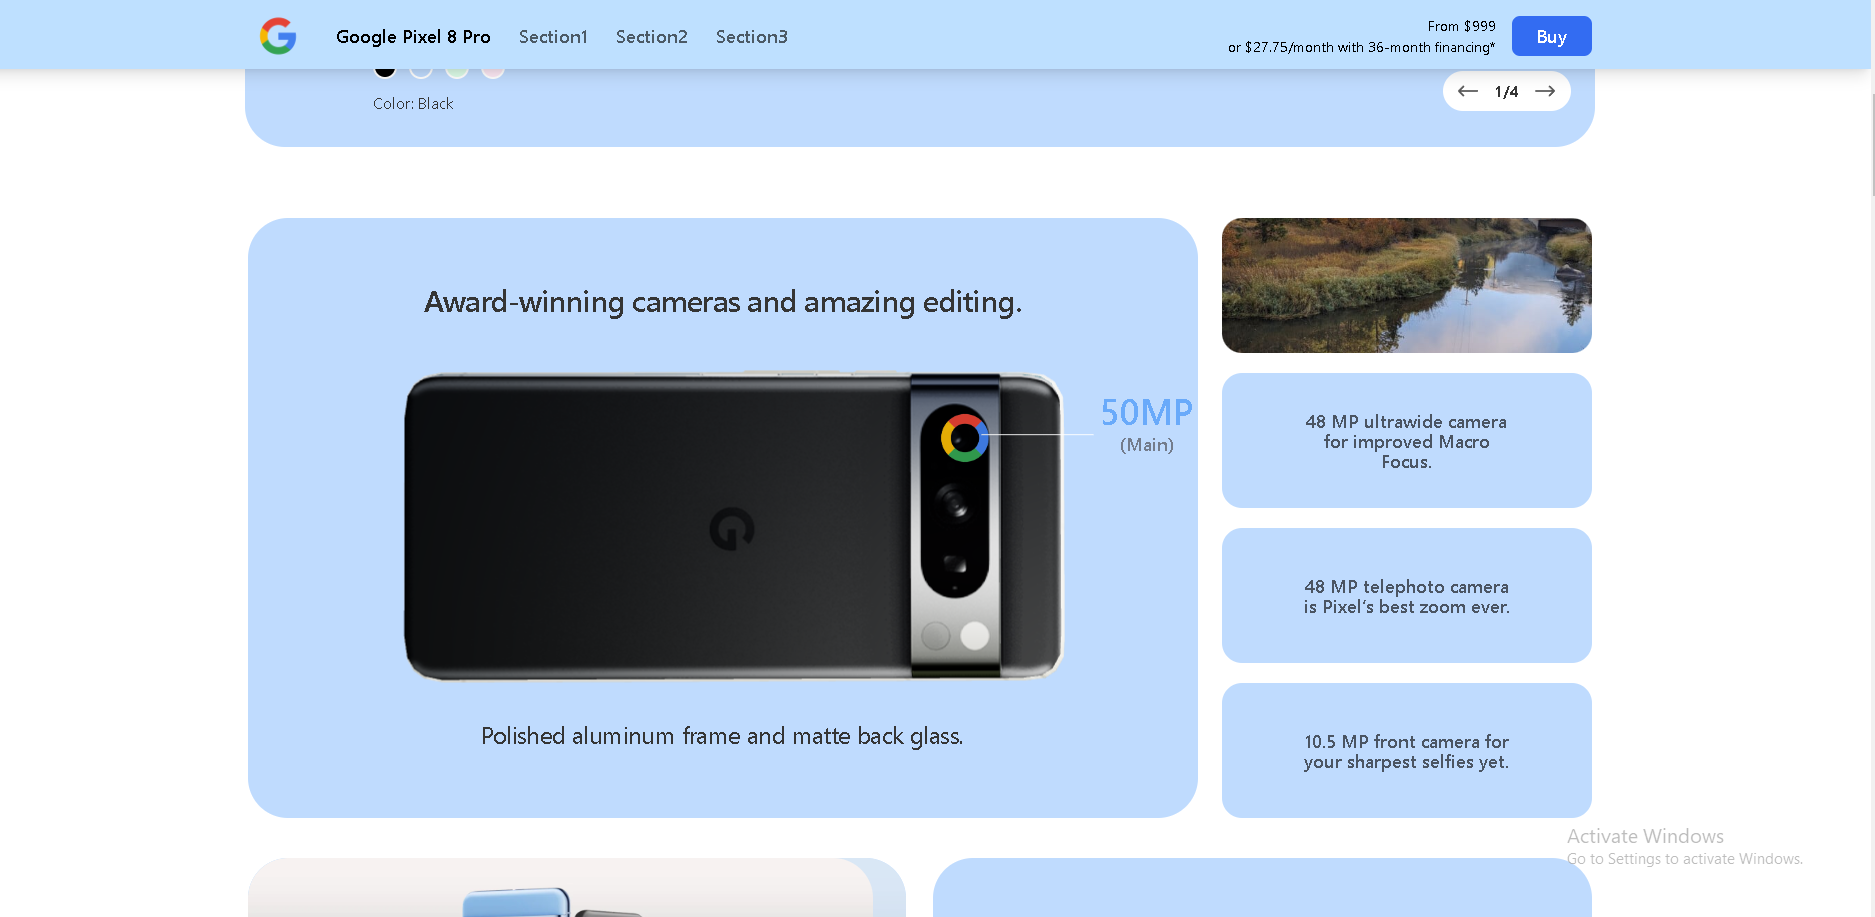 Google Pixel 8 Pro
Section1
Section2
Section3
From $999
or $27.75/month with 36-month financing*
Buy
Color: Black
1/4
Award-winning cameras and amazing editing.
50MP
(Main)
Polished aluminum frame and matte back glass.
48 MP ultrawide camera
for improved Macro
Focus.
48 MP telephoto camera
is Pixel's best zoom ever.
10.5 MP front camera for
your sharpest selfies yet.
Activate Windows
Go to Settings to activate Windows.